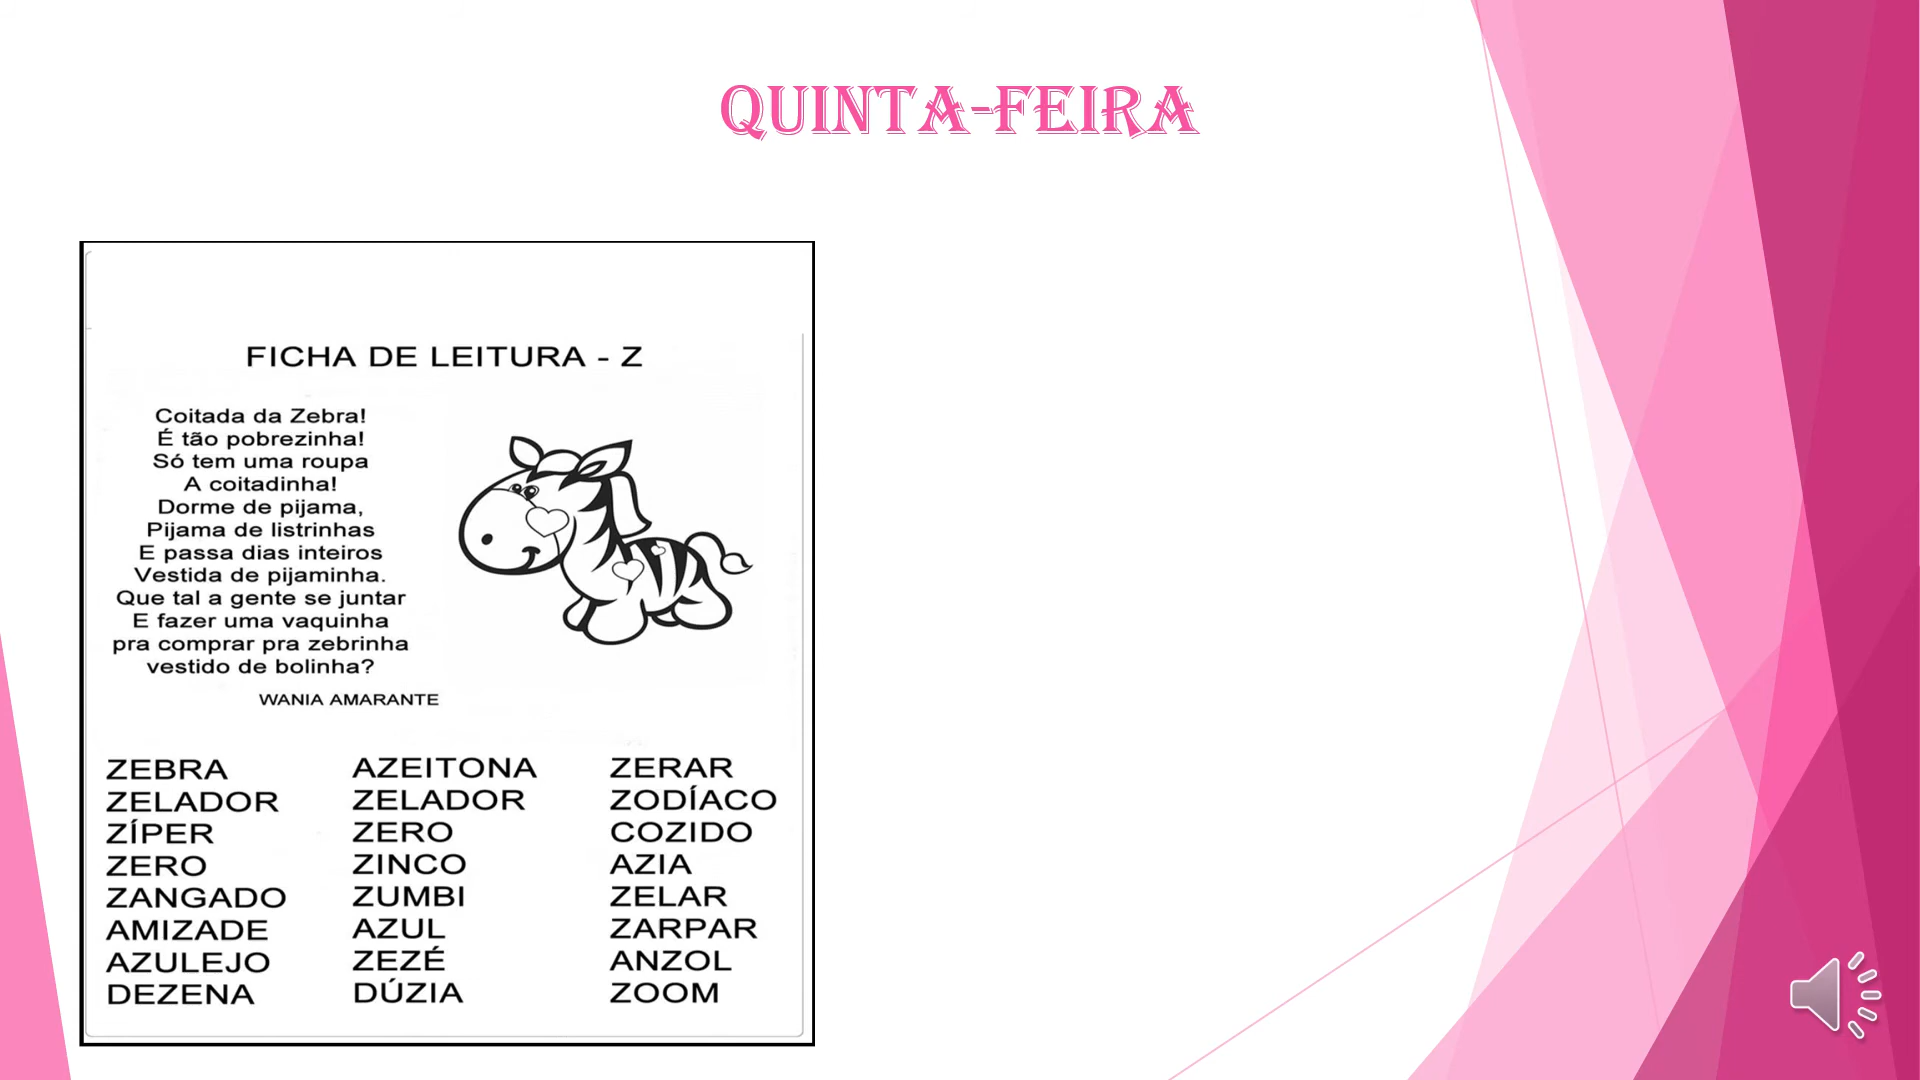 QUINTA-FEIRA
FICHA DE LEITURA - Z
Coitada da Zebra!
É tão pobrezinha!
Só tem uma roupa
A coitadinha!
Dorme de pijama,
Pijama de listrinhas
E passa dias inteiros
Vestida de pijaminha.
Que tal a gente se juntar
E fazer uma vaquinha
pra comprar pra zebrinha
vestido de bolinha?
WANIA AMARANTE
ZEBRA
ZELADOR
ZÍPER
ZERO
ZANGADO
AMIZADE
AZULEJO
DEZENA
AZEITONA
ZELADOR
ZERO
ZINCO
ZUMBI
AZUL
ZEZÉ
DÚZIA
ZERAR
ZODÍACO
COZIDO
AZIA
ZELAR
ZARPAR
ANZOL
ZOOM